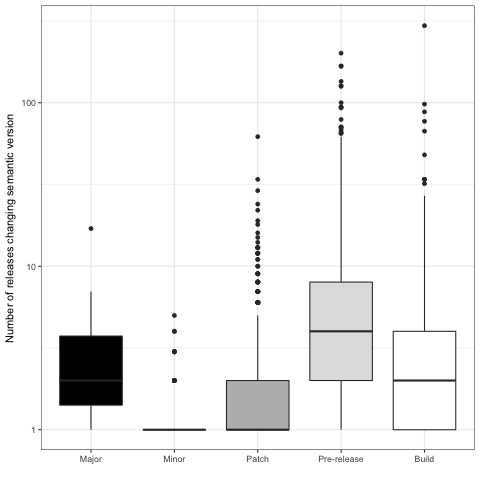 Number of releases changing semantic version
100
10
1
Major Minor Patch Pre-release Build